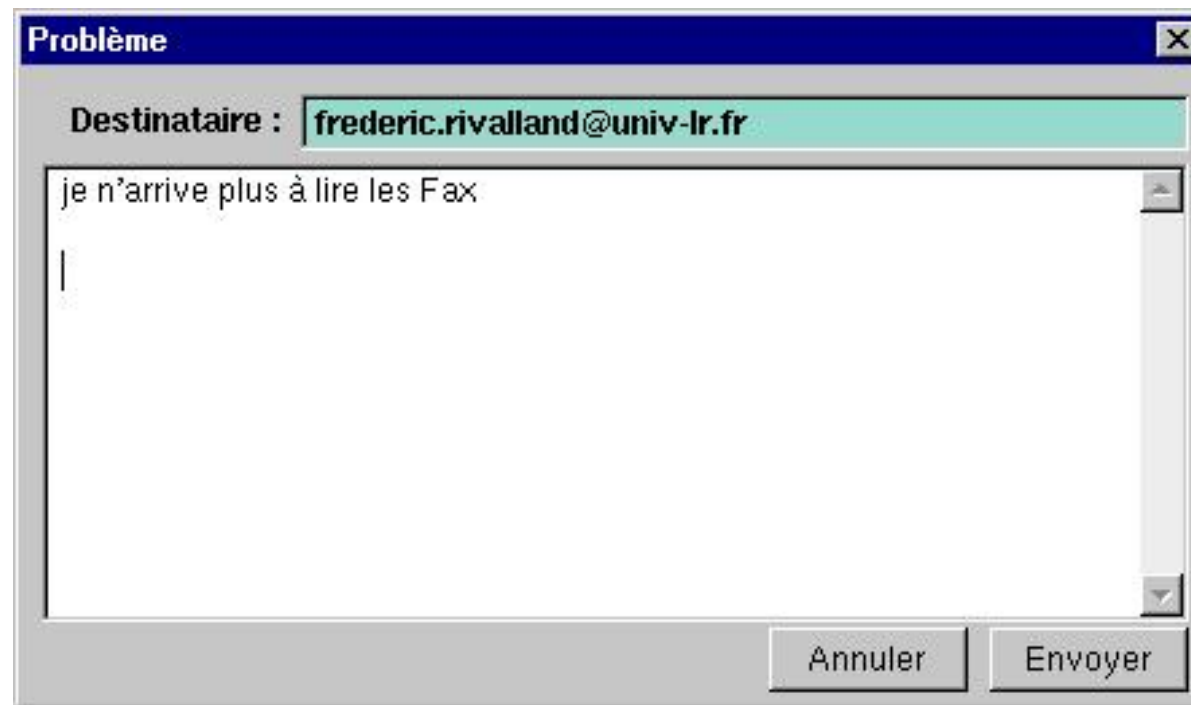 Problème
Destinataire : frederic.rivalland@univ-lr.fr
je n'arrive plus à lire les Fax
Annuler Envoyer